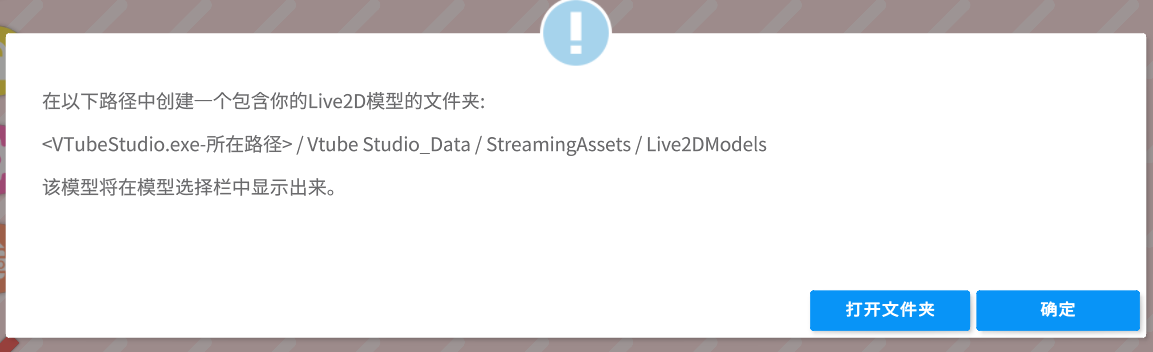 在以下路径中创建一个包含你的Live2D模型的文件夹:
<VTubeStudio.exe-所在路径> / Vtube Studio_Data / StreamingAssets / Live2DModels
该模型将在模型选择栏中显示出来。
打开文件夹
确定